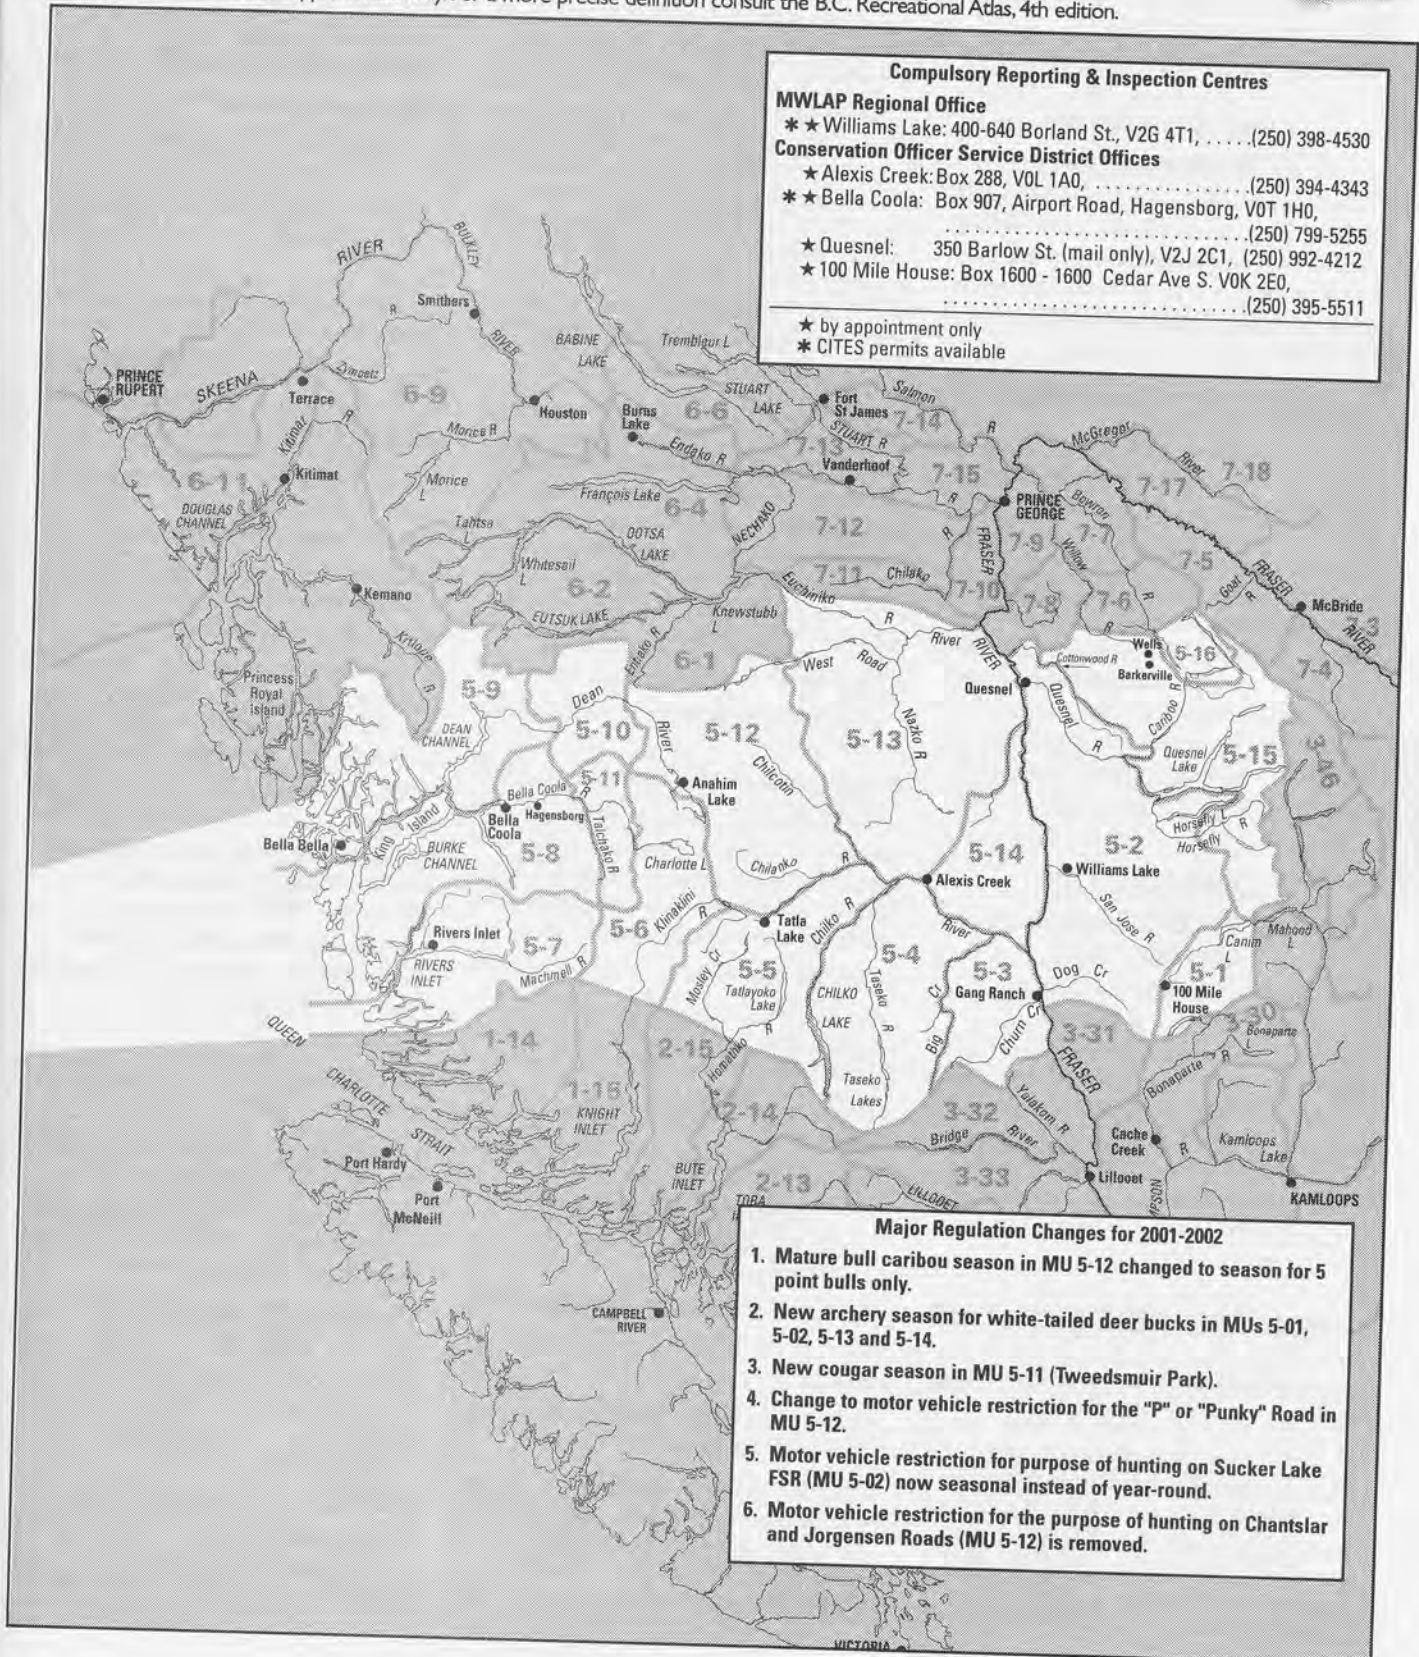 consult the B.C. Recreational Atlas, 4th edition.
Compulsory Reporting & Inspection Centres
MWLAP Regional Office
* ★ Williams Lake: 400-640 Borland St., V2G 4T1, .....(250) 398-4530
Conservation Officer Service District Offices
★ Alexis Creek: Box 288, V0L 1A0, ................(250) 394-4343
* ★ Bella Coola: Box 907, Airport Road, Hagensborg, V0T 1H0,
..............................(250) 799-5255
★ Quesnel: 350 Barlow St. (mail only), V2J 2C1, (250) 992-4212
★ 100 Mile House: Box 1600 - 1600 Cedar Ave S. V0K 2E0,
..............................(250) 395-5511
★ by appointment only
* CITES permits available
RIVER
BULKLEY
Smithers
R
RIVER
BABINE
LAKE
Trembleur L
PRINCE
RUPERT
SKEENA
Terrace
Zymoetz
6-9
Houston
Burns
Lake
6-6
STUART
LAKE
Fort
St James
Salmon
7-14
R
STUART R
7-13
Vanderhoof
7-15
R
McGregor
River
7-18
7-17
Kitimat
R
Morice R
Endako R
6-11
Kitimat
Morice
L
François Lake
6-4
NECHAKO
7-12
R
PRINCE
GEORGE
Bowron
DOUGLAS
CHANNEL
Tahtsa
L
OOTSA
LAKE
Whitesail
L
6-2
EUTSUK LAKE
7-11
Chilako
FRASER
7-9
Willow
7-7
7-5
7-10
7-8
7-6
R
Goat
R
FRASER
McBride
7-3
RIVER
7-4
Kemano
Kitlope
R
Knewstubb
L
Euchiniko
R
River
RIVER
Entiako R
6-1
West
Road
Cottonwood R
R
Wells
Barkerville
5-16
Princess
Royal
Island
5-9
Dean
DEAN
CHANNEL
5-10
River
5-12
5-13
Nazko R
Quesnel
Quesnel
R
Cariboo
R
Quesnel
Lake
5-15
3-46
5-11
Anahim
Lake
Chilcotin
Bella Coola
R
Bella
Coola
Hagensborg
King
Island
Bella Bella
BURKE
CHANNEL
5-8
Talchako R
Charlotte L
Chilanko
R
Alexis Creek
5-14
5-2
Williams Lake
Horsefly
R
Horsefly
San Jose R
Rivers Inlet
RIVERS
INLET
5-7
Machmell R
5-6
Klinaklini
R
Tatla
Lake
Mosley Cr
5-5
Tatlayoko
Lake
R
Chilko R
CHILKO
LAKE
5-4
Taseko
R
Taseko
Lakes
River
Big
Cr
5-3
Gang Ranch
Churn Cr
Dog Cr
Canim
L
Mahood
L
5-1
100 Mile
House
3-30
Bonaparte
L
3-31
FRASER
Bonaparte R
QUEEN
CHARLOTTE
STRAIT
1-14
1-15
KNIGHT
INLET
2-15
Homathko
2-14
3-32
Yalakom R
Bridge
River
Cache
Creek
R
Kamloops
Lake
KAMLOOPS
Port Hardy
Port
McNeill
BUTE
INLET
TOBA
2-13
LILLOOET
3-33
Lillooet
MPSON
CAMPBELL
RIVER
Major Regulation Changes for 2001-2002
1. Mature bull caribou season in MU 5-12 changed to season for 5
point bulls only.
2. New archery season for white-tailed deer bucks in MUs 5-01,
5-02, 5-13 and 5-14.
3. New cougar season in MU 5-11 (Tweedsmuir Park).
4. Change to motor vehicle restriction for the "P" or "Punky" Road in
MU 5-12.
5. Motor vehicle restriction for purpose of hunting on Sucker Lake
FSR (MU 5-02) now seasonal instead of year-round.
6. Motor vehicle restriction for the purpose of hunting on Chantslar
and Jorgensen Roads (MU 5-12) is removed.
VICTORIA